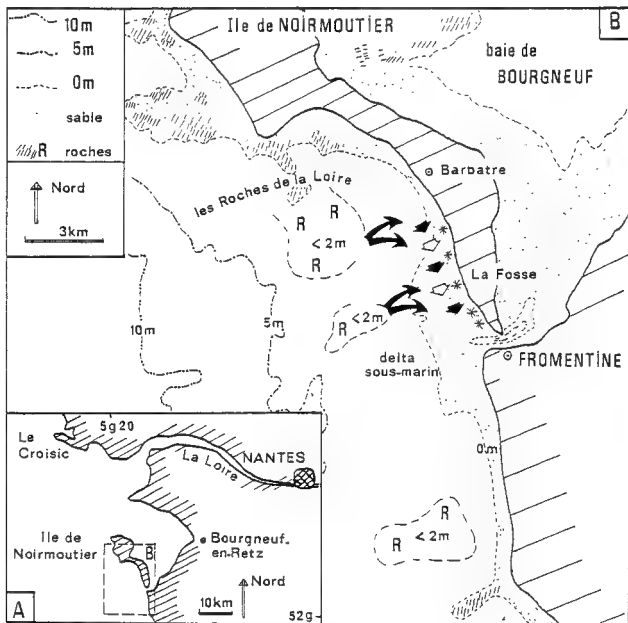 10m
5m
0m
sable
R roches
Nord
3km
Ile de NOIRMOUTIER
B
baie de
BOURGNEUF
Barbatre
les Roches de la Loire
R
R
< 2m
R
La Fosse
10m
5m
R
< 2m
delta
sous-marin
FROMENTINE
0m
R
< 2m
R
5g 20
Le
Croisic
La Loire
NANTES
Ile de
Noirmoutier
B
Bourgneuf-
en-Retz
Nord
A
10km
52g